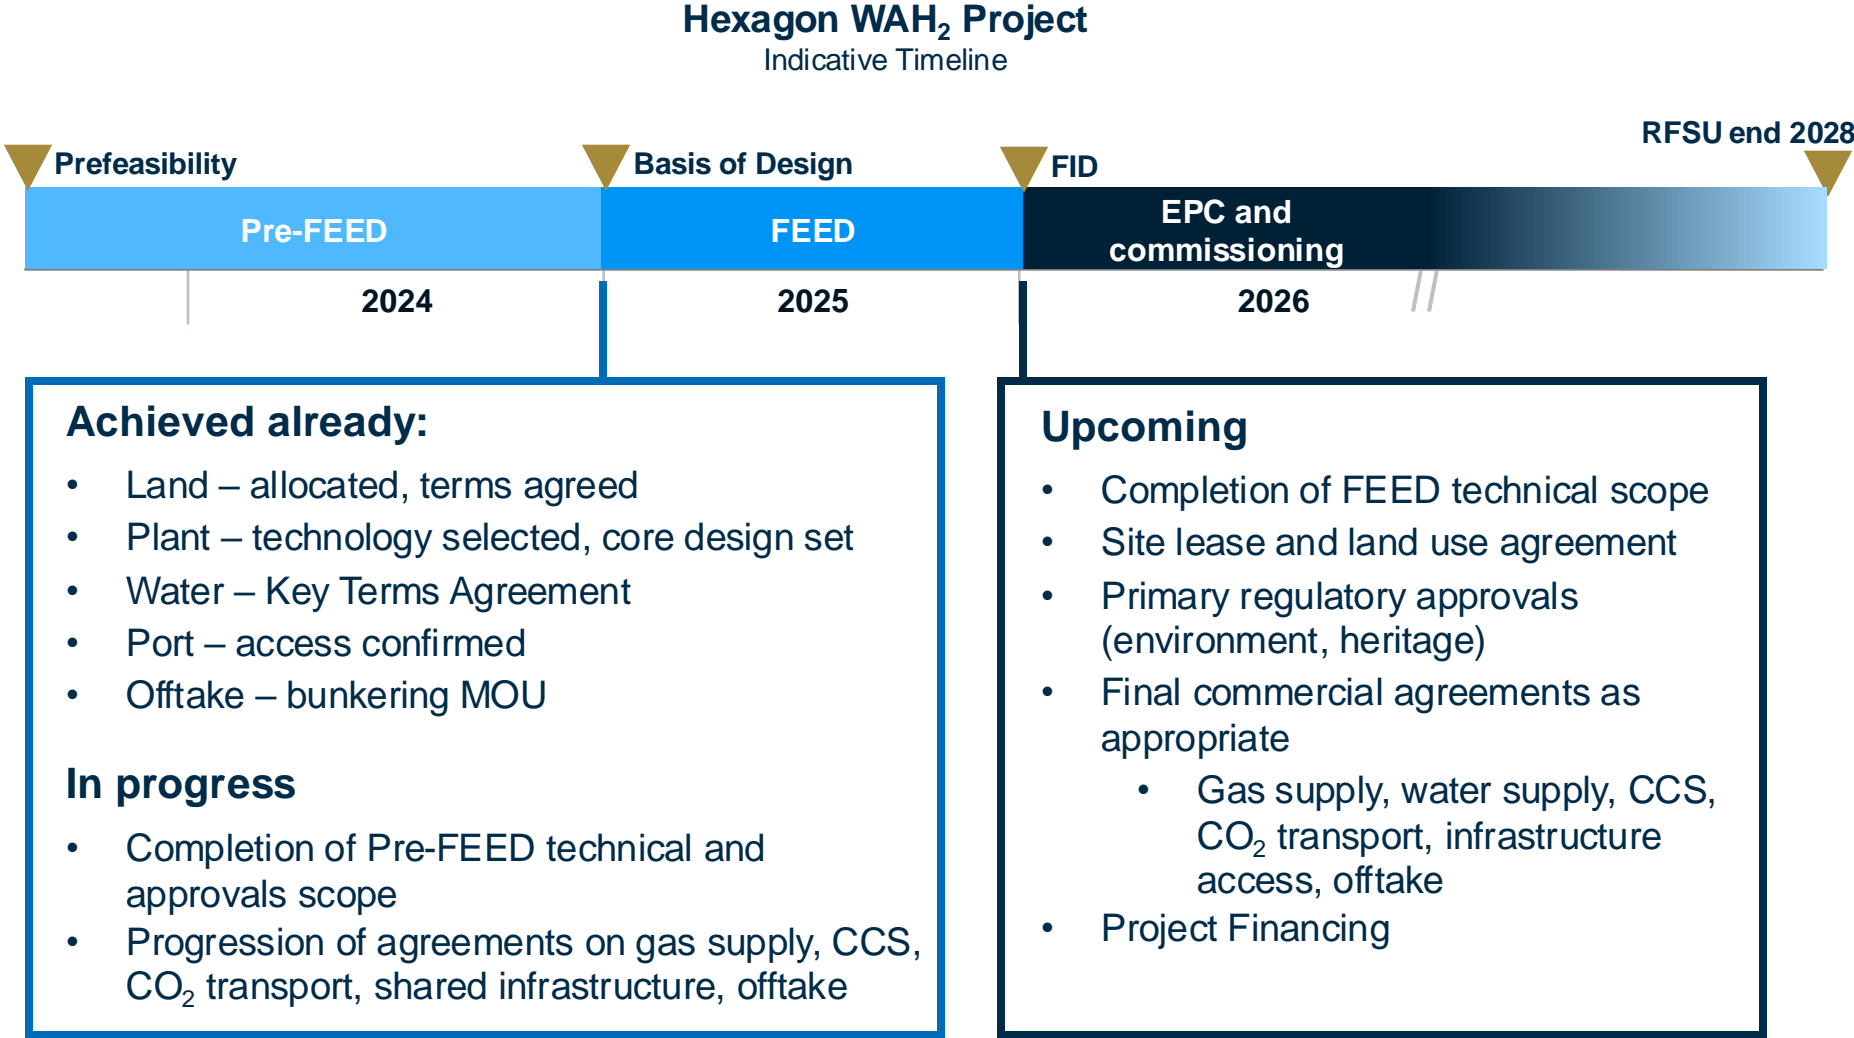 Hexagon WAH₂ Project
Indicative Timeline
RFSU end 2028
Prefeasibility
Basis of Design
FID
Pre-FEED
FEED
EPC and
commissioning
2024
2025
2026
Achieved already:
• Land – allocated, terms agreed
• Plant – technology selected, core design set
• Water – Key Terms Agreement
• Port – access confirmed
• Offtake – bunkering MOU
In progress
• Completion of Pre-FEED technical and
approvals scope
• Progression of agreements on gas supply, CCS,
CO₂ transport, shared infrastructure, offtake
Upcoming
• Completion of FEED technical scope
• Site lease and land use agreement
• Primary regulatory approvals
(environment, heritage)
• Final commercial agreements as
appropriate
• Gas supply, water supply, CCS,
CO₂ transport, infrastructure
access, offtake
• Project Financing